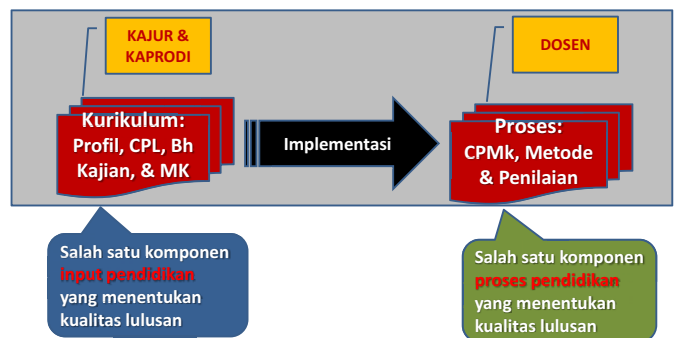 KAJUR &
KAPRODI
DOSEN
Kurikulum:
Profil, CPL, Bh
Kajian, & MK
Implementasi
Proses:
CPMk, Metode
& Penilaian
Salah satu komponen
input pendidikan
yang menentukan
kualitas lulusan
Salah satu komponen
proses pendidikan
yang menentukan
kualitas lulusan